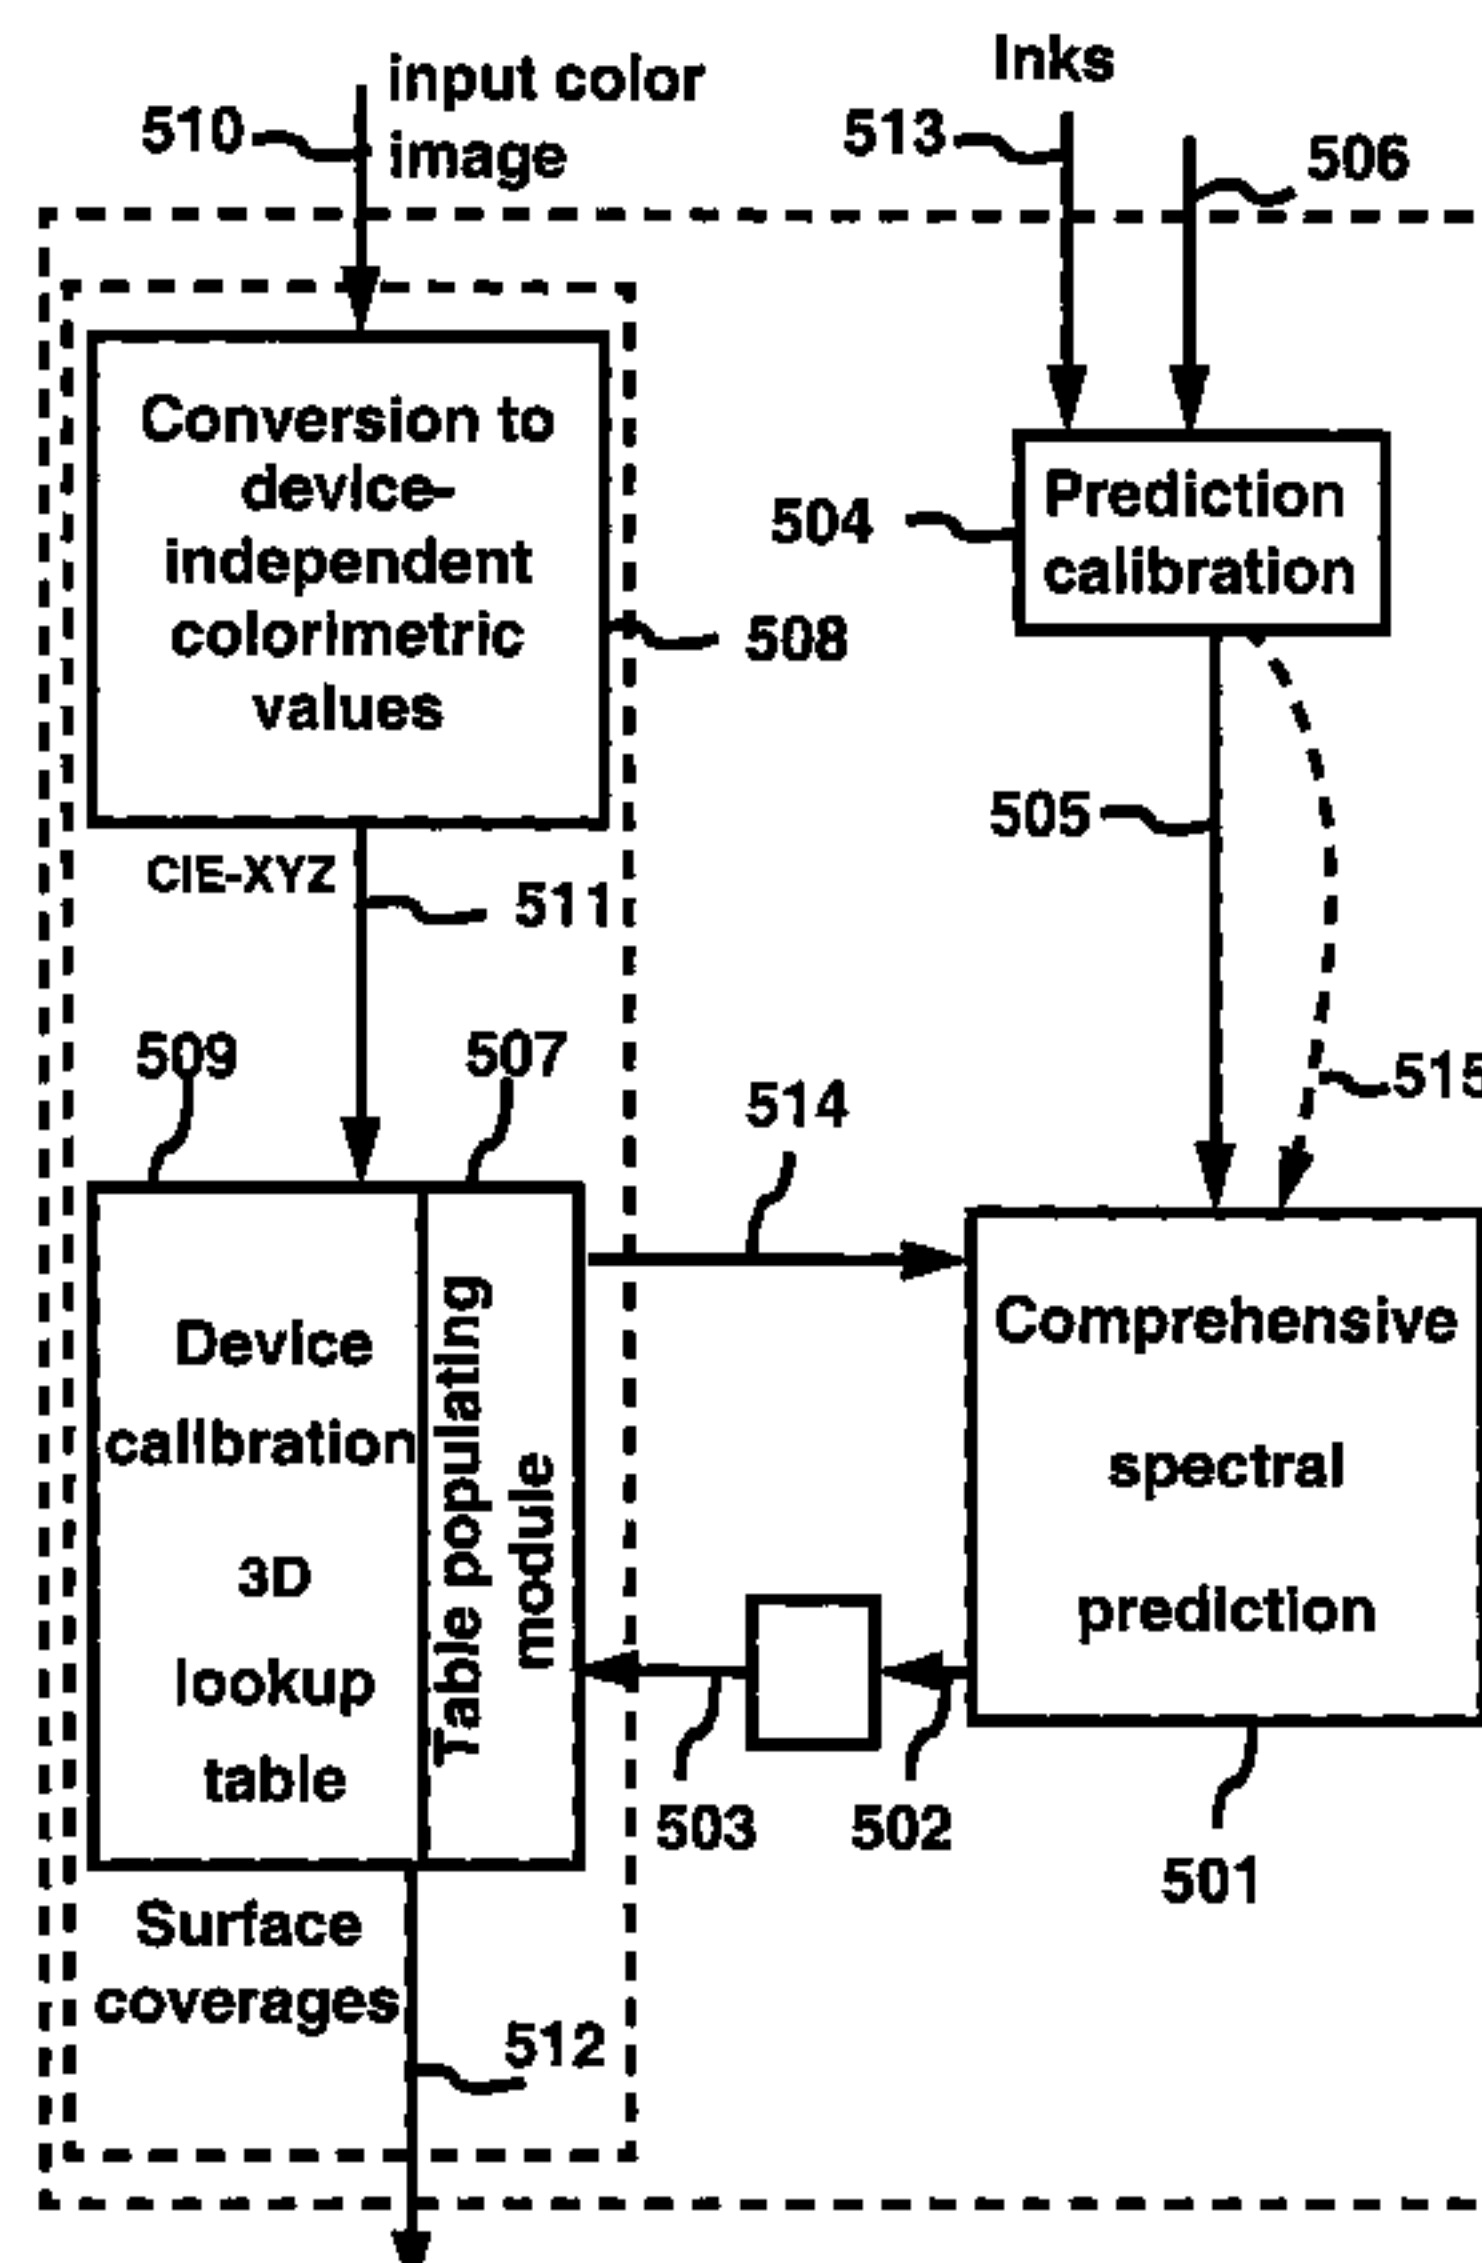 input color
image
510
Inks
513
506
Conversion to
device-
independent
colorimetric
values
508
Prediction
calibration
504
505
CIE-XYZ
511
509
507
514
515
Device
calibration
3D
lookup
table
Table populating
module
Comprehensive
spectral
prediction
503
502
501
Surface
coverages
512